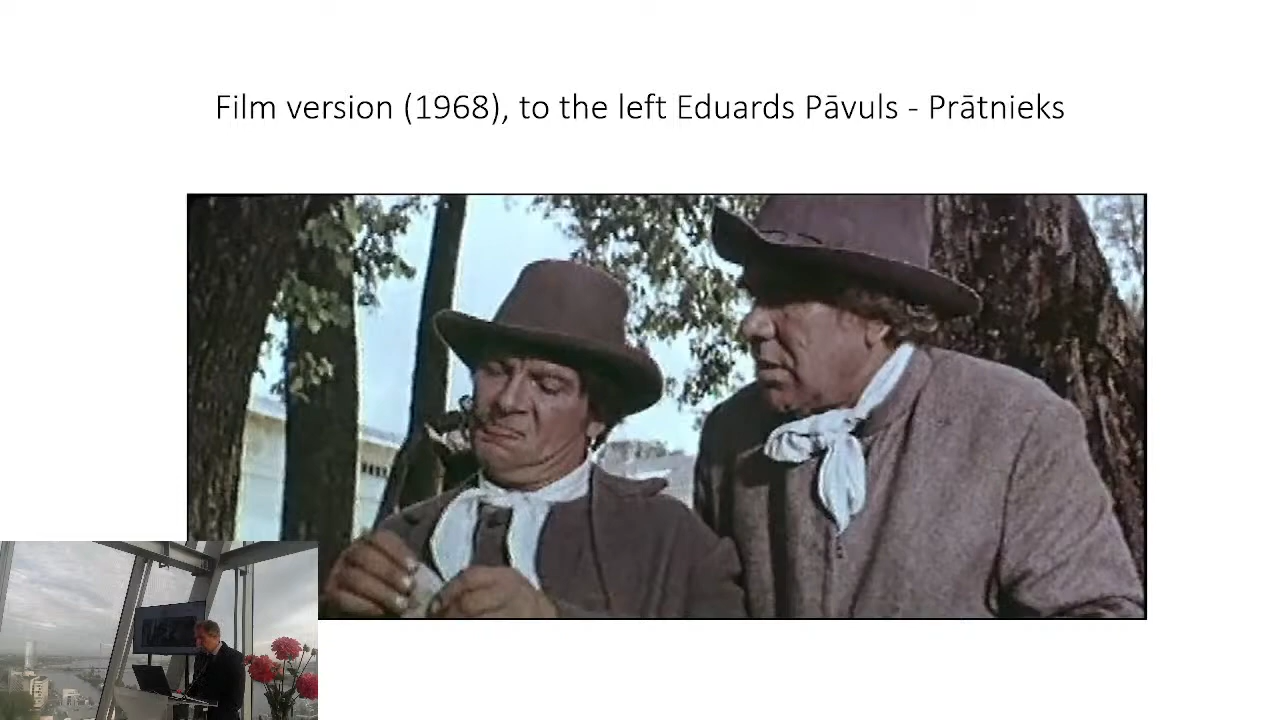 Film version (1968), to the left Eduards Pāvuls - Prātnieks